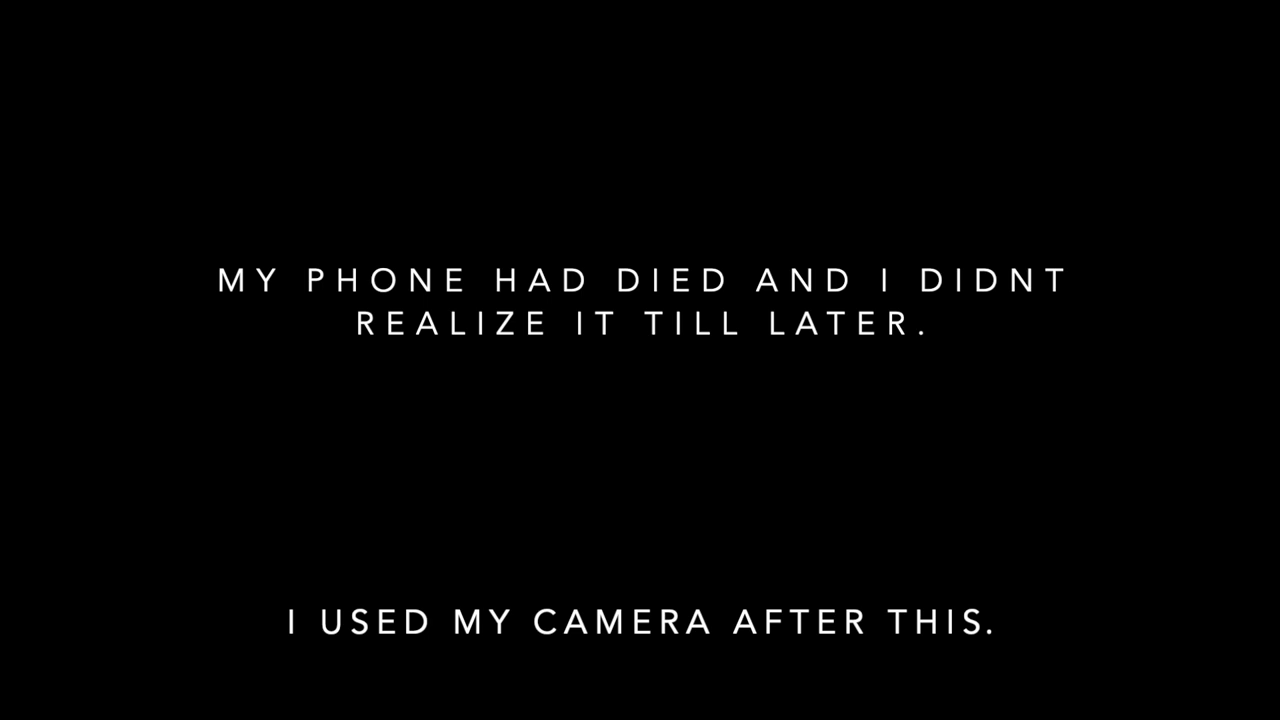 MY PHONE HAD DIED AND I DIDNT
REALIZE IT TILL LATER.
I USED MY CAMERA AFTER THIS.